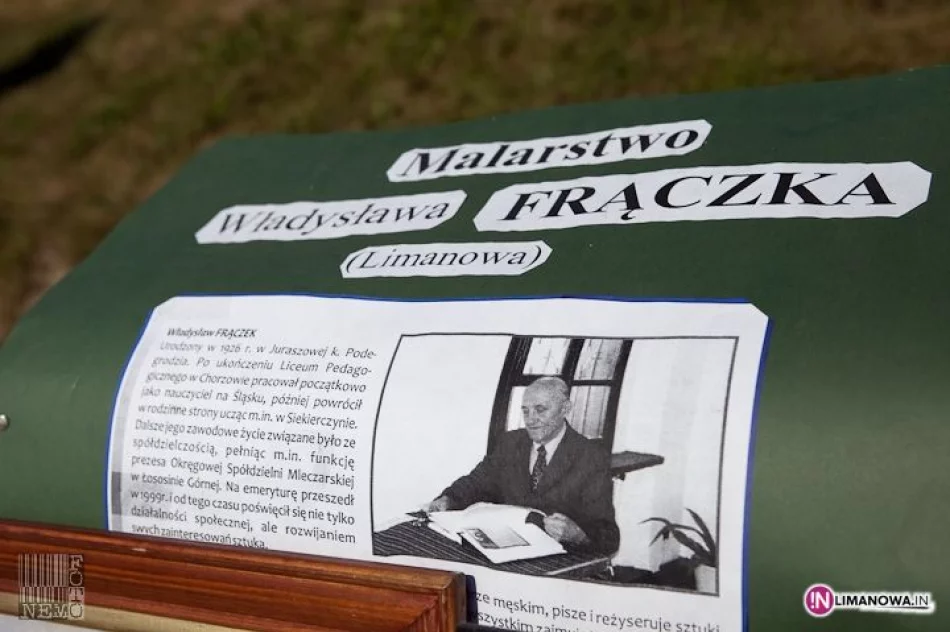 Malarstwo
Władysława FRĄCZKA
(Limanowa)
Władysław FRĄCZEK
Urodzony w 1926 r. w Juraszowej k. Pode-
grodzia. Po ukończeniu Liceum Pedago-
gicznego w Chorzowie pracował początkowo
jako nauczyciel na Śląsku, później powrócił
w rodzinne strony ucząc m.in. w Siekierczynie.
Dalsze jego zawodowe życie związane było ze
spółdzielczością, pełniąc m.in. funkcję
prezesa Okręgowej Spółdzielni Mleczarskiej
w Łososinie Górnej. Na emeryturę przeszedł
w 1999r. i od tego czasu poświęcił się nie tylko
działalności społecznej, ale rozwijaniem
swych zainteresowań sztuką.
ze męskim, pisze i reżyseruje sztuki
FOTO
NEMO
IN LIMANOWA.IN